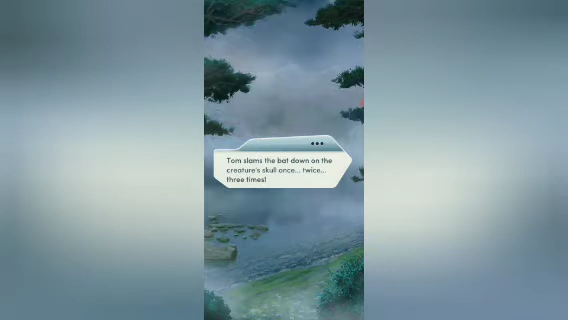 Tom slams the bat down on the
creature's skull once... twice...
three times!